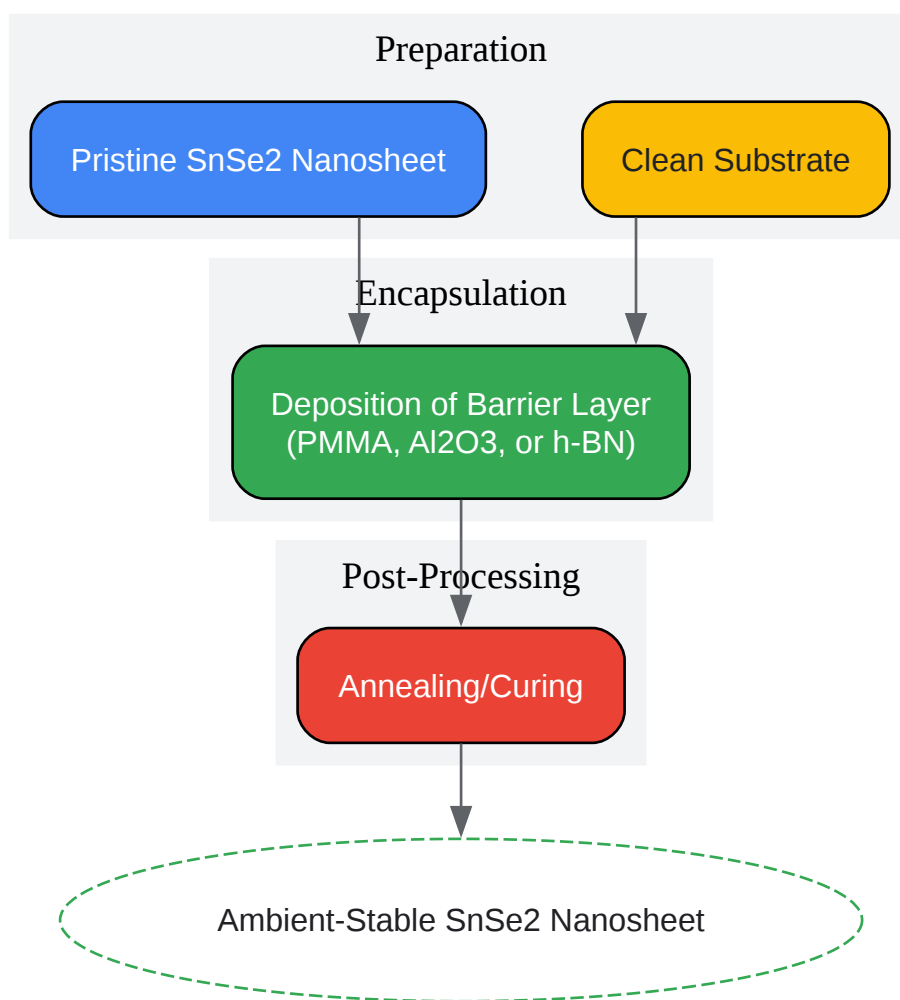 Preparation
Pristine SnSe2 Nanosheet
Clean Substrate
Encapsulation
Deposition of Barrier Layer
(PMMA, Al2O3, or h-BN)
Post-Processing
Annealing/Curing
Ambient-Stable SnSe2 Nanosheet